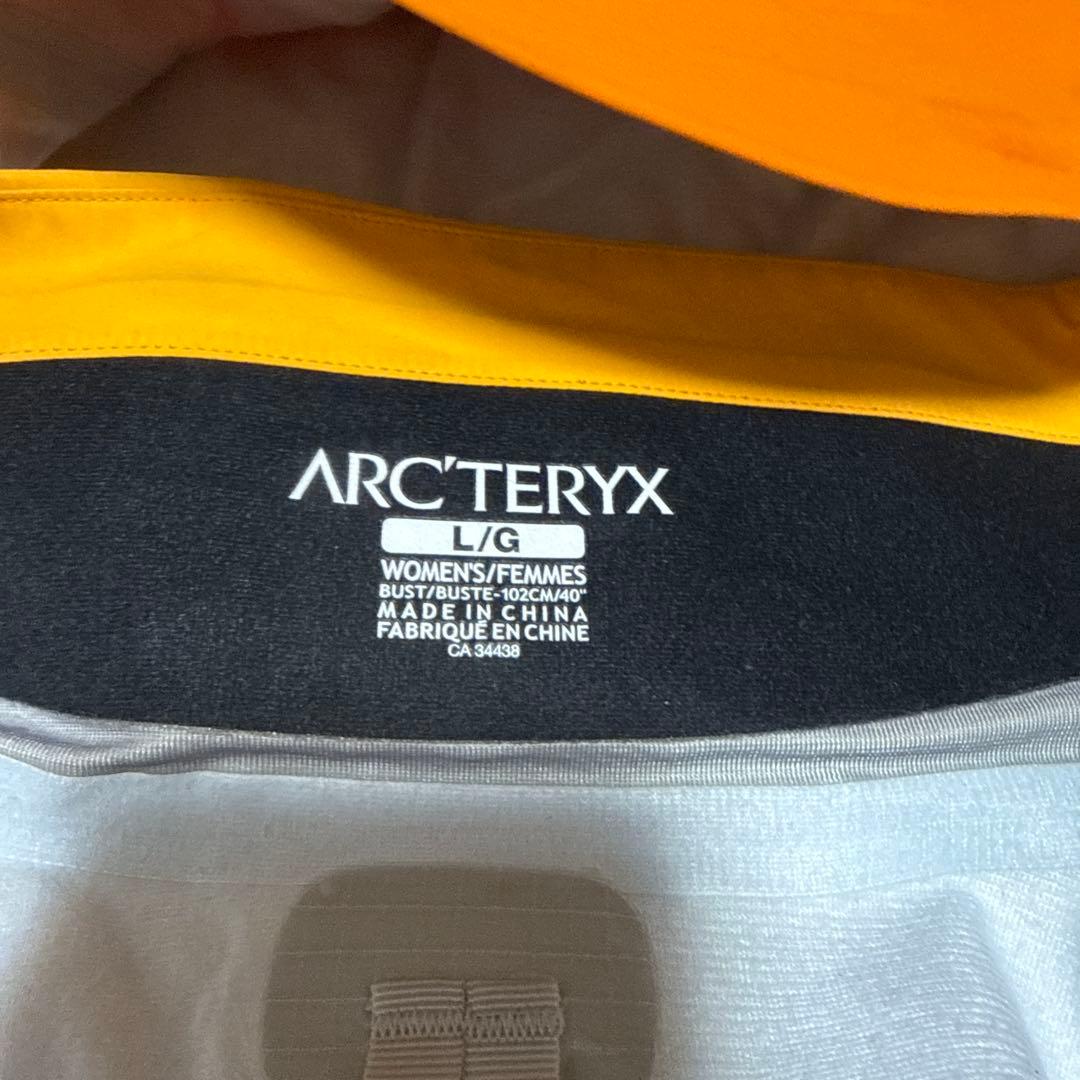 ARC'TERYX
L/G
WOMEN'S/FEMMES
BUST/BUSTE-102CM/40"
MADE IN CHINA
FABRIQUÉ EN CHINE
CA 34438